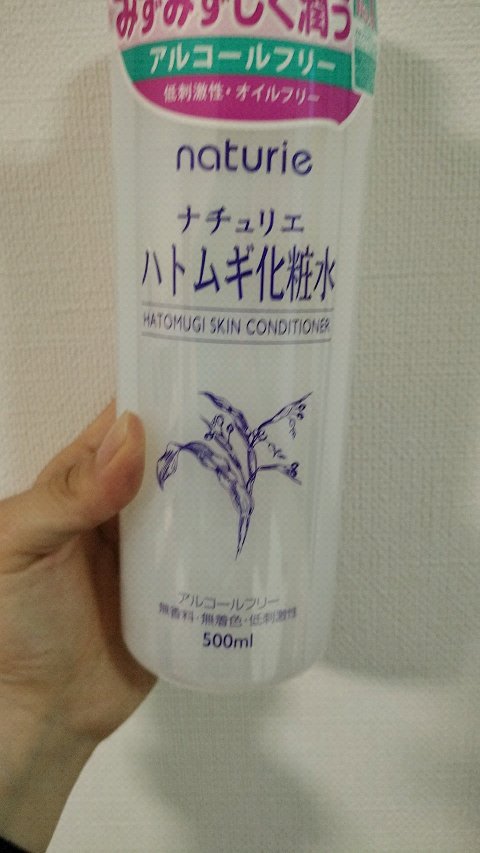 みずみずしく潤う
アルコールフリー
低刺激性・オイルフリー
naturie
ナチュリエ
ハトムギ化粧水
HATOMUGI SKIN CONDITIONER
アルコールフリー
無香料・無着色・低刺激性
500ml